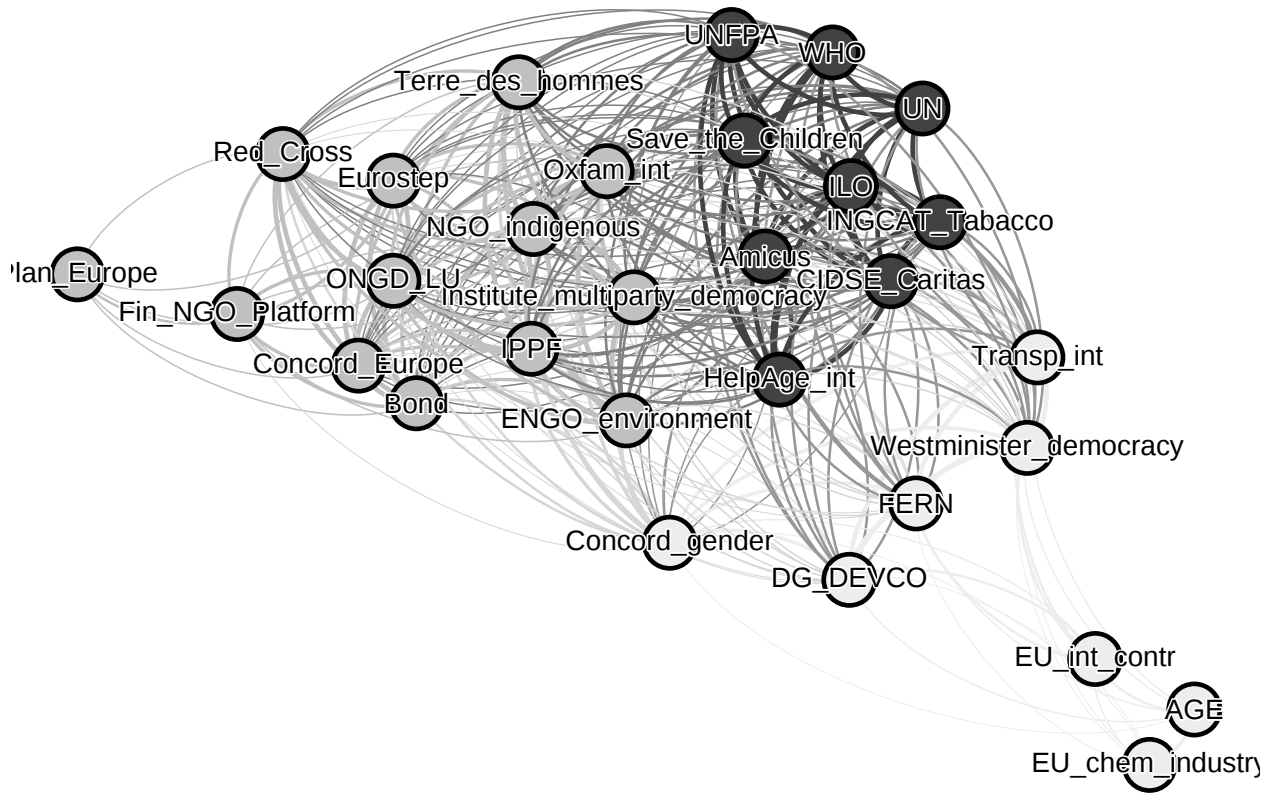 UNFPA
WHO
Terre_des_hommes
UN
Save_the_Children
Red_Cross
Oxfam_int
Eurostep
ILO
INGCAT_Tabacco
NGO_indigenous
Amicus
lan_Europe
ONGD_LU
CIDSE_Caritas
Institute_multiparty_democracy
Fin_NGO_Platform
IPPF
Transp_int
Concord_Europe
HelpAge_int
Bond
ENGO_environment
Westminister_democracy
FERN
Concord_gender
DG_DEVCO
EU_int_contr
AGE
EU_chem_industry